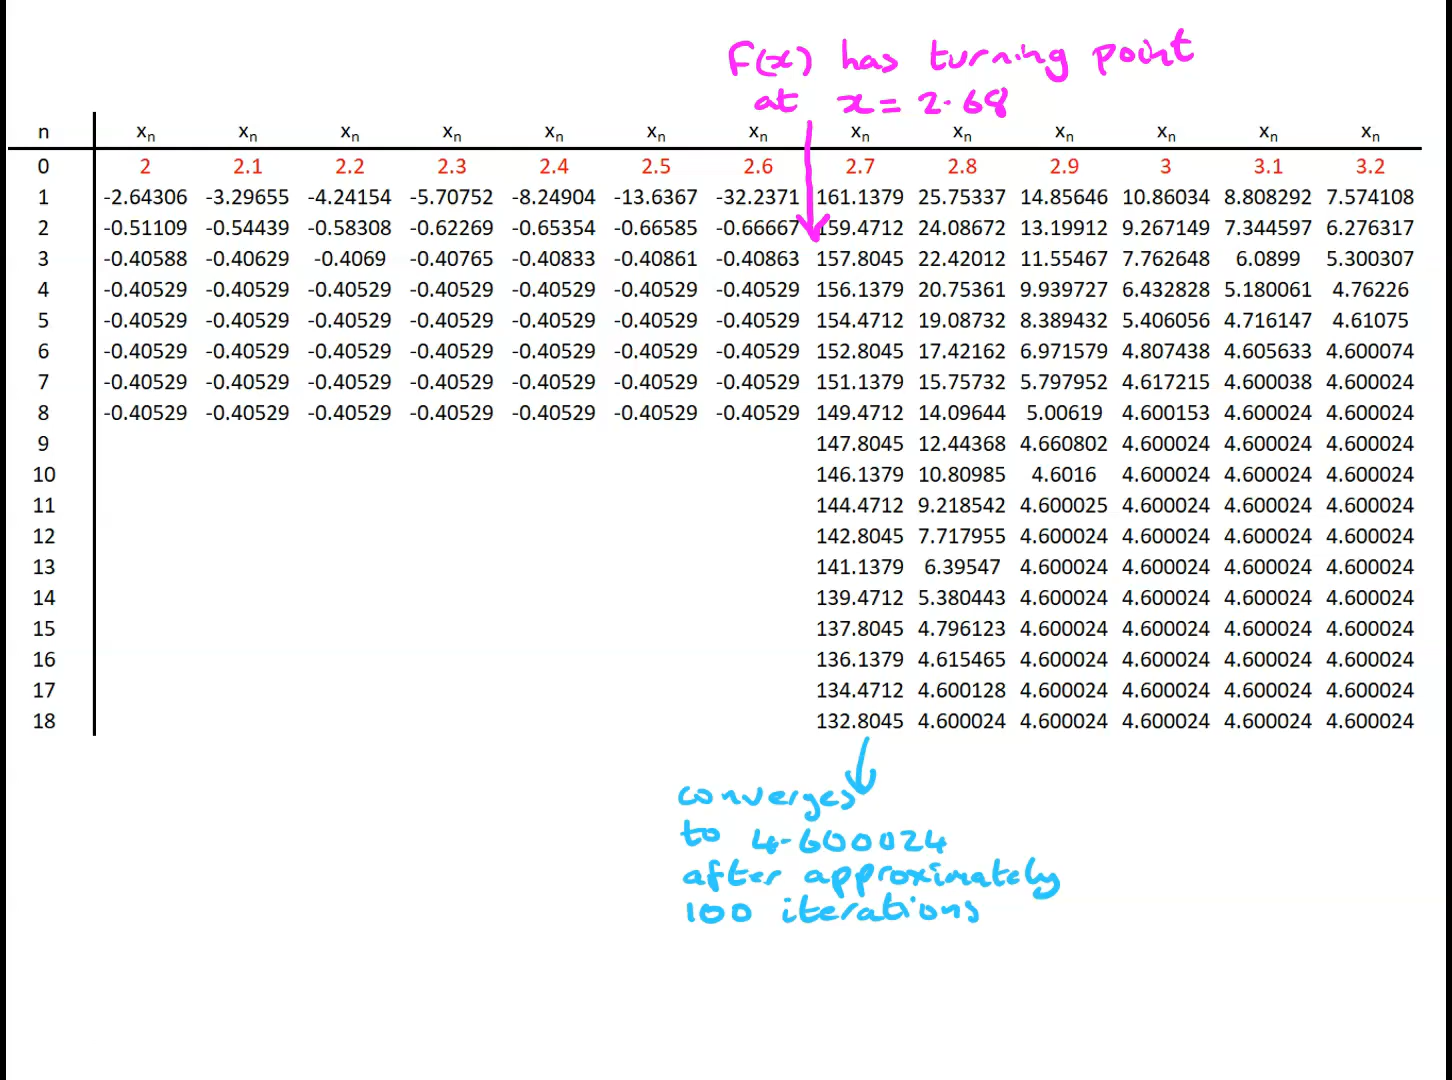 F(x) has turning point
at x = 2.68
n xn xn xn xn xn xn xn xn xn xn xn xn xn
0 2 2.1 2.2 2.3 2.4 2.5 2.6 2.7 2.8 2.9 3 3.1 3.2
1 -2.64306 -3.29655 -4.24154 -5.70752 -8.24904 -13.6367 -32.2371 161.1379 25.75337 14.85646 10.86034 8.808292 7.574108
2 -0.51109 -0.54439 -0.58308 -0.62269 -0.65354 -0.66585 -0.66667 159.4712 24.08672 13.19912 9.267149 7.344597 6.276317
3 -0.40588 -0.40629 -0.4069 -0.40765 -0.40833 -0.40861 -0.40863 157.8045 22.42012 11.55467 7.762648 6.0899 5.300307
4 -0.40529 -0.40529 -0.40529 -0.40529 -0.40529 -0.40529 -0.40529 156.1379 20.75361 9.939727 6.432828 5.180061 4.76226
5 -0.40529 -0.40529 -0.40529 -0.40529 -0.40529 -0.40529 -0.40529 154.4712 19.08732 8.389432 5.406056 4.716147 4.61075
6 -0.40529 -0.40529 -0.40529 -0.40529 -0.40529 -0.40529 -0.40529 152.8045 17.42162 6.971579 4.807438 4.605633 4.600074
7 -0.40529 -0.40529 -0.40529 -0.40529 -0.40529 -0.40529 -0.40529 151.1379 15.75732 5.797952 4.617215 4.600038 4.600024
8 -0.40529 -0.40529 -0.40529 -0.40529 -0.40529 -0.40529 -0.40529 149.4712 14.09644 5.00619 4.600153 4.600024 4.600024
9 147.8045 12.44368 4.660802 4.600024 4.600024 4.600024
10 146.1379 10.80985 4.6016 4.600024 4.600024 4.600024
11 144.4712 9.218542 4.600025 4.600024 4.600024 4.600024
12 142.8045 7.717955 4.600024 4.600024 4.600024 4.600024
13 141.1379 6.39547 4.600024 4.600024 4.600024 4.600024
14 139.4712 5.380443 4.600024 4.600024 4.600024 4.600024
15 137.8045 4.796123 4.600024 4.600024 4.600024 4.600024
16 136.1379 4.615465 4.600024 4.600024 4.600024 4.600024
17 134.4712 4.600128 4.600024 4.600024 4.600024 4.600024
18 132.8045 4.600024 4.600024 4.600024 4.600024 4.600024
converges
to 4.600024
after approximately
100 iterations